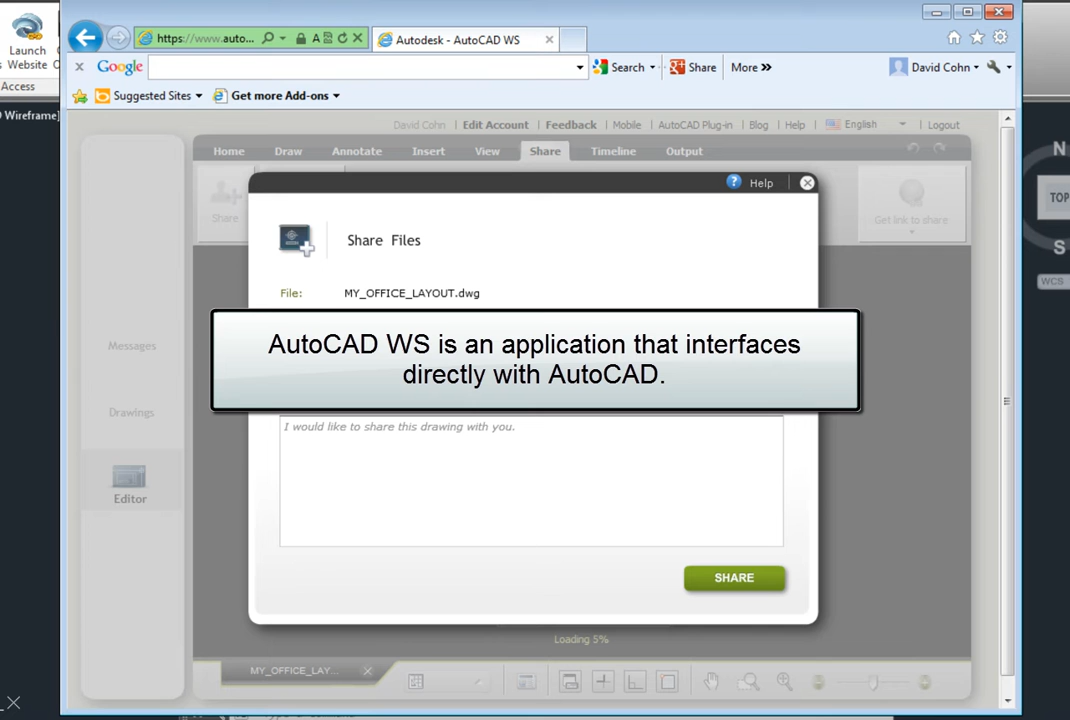 https://www.auto...
Autodesk - AutoCAD WS
Launch
Website
Access
Google
Search
Share
More »
David Cohn
Suggested Sites
Get more Add-ons
Wireframe]
David Cohn | Edit Account | Feedback | Mobile | AutoCAD Plug-in | Blog | Help | English | Logout
Home Draw Annotate Insert View Share Timeline Output
Share
Get link to share
Help
Share Files
File: MY_OFFICE_LAYOUT.dwg
AutoCAD WS is an application that interfaces
directly with AutoCAD.
I would like to share this drawing with you.
SHARE
Messages
Drawings
Editor
Loading 5%
MY_OFFICE_LAY...
N
TOP
S
WCS